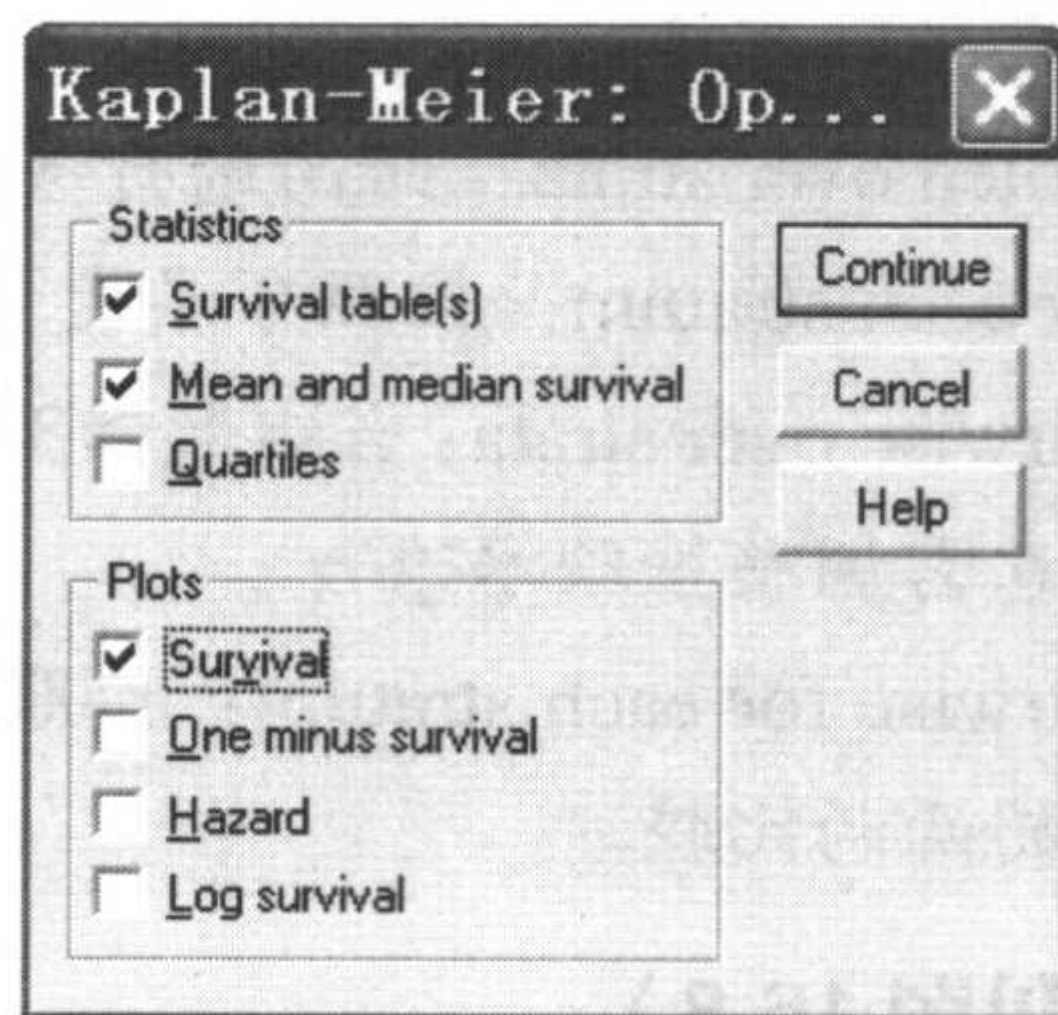 Kaplan-Meier: Op...
Statistics
Survival table(s)
Mean and median survival
Quartiles
Continue
Cancel
Help
Plots
Survival
One minus survival
Hazard
Log survival